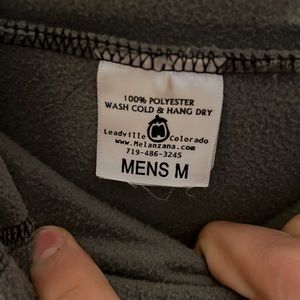 100% POLYESTER
WASH COLD & HANG DRY
Leadville Colorado
www.Melanzana.com
719-486-3245
MENS M